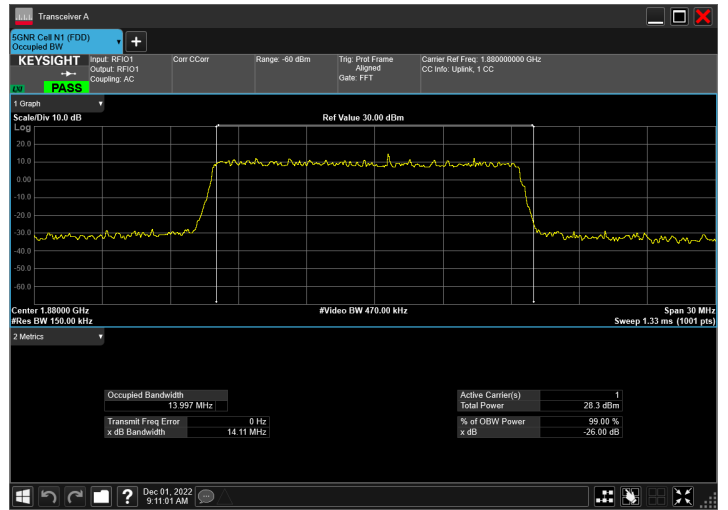 Transceiver A
5GNR Cell N1 (FDD)
Occupied BW
KEYSIGHT
LXI
PASS
Input: RFIO1
Output: RFIO1
Coupling: AC
Corr CCorr
Range: -60 dBm
Trig: Prot Frame
Aligned
Gate: FFT
Carrier Ref Freq: 1.880000000 GHz
CC Info: Uplink, 1 CC
1 Graph
Scale/Div 10.0 dB
Ref Value 30.00 dBm
Log
20.0
10.0
0.00
-10.0
-20.0
-30.0
-40.0
-50.0
-60.0
Center 1.88000 GHz
#Video BW 470.00 kHz
Span 30 MHz
#Res BW 150.00 kHz
Sweep 1.33 ms (1001 pts)
2 Metrics
Occupied Bandwidth
13.997 MHz
Transmit Freq Error 0 Hz
x dB Bandwidth 14.11 MHz
Active Carrier(s) 1
Total Power 28.3 dBm
% of OBW Power 99.00 %
x dB -26.00 dB
?
Dec 01, 2022
9:11:01 AM